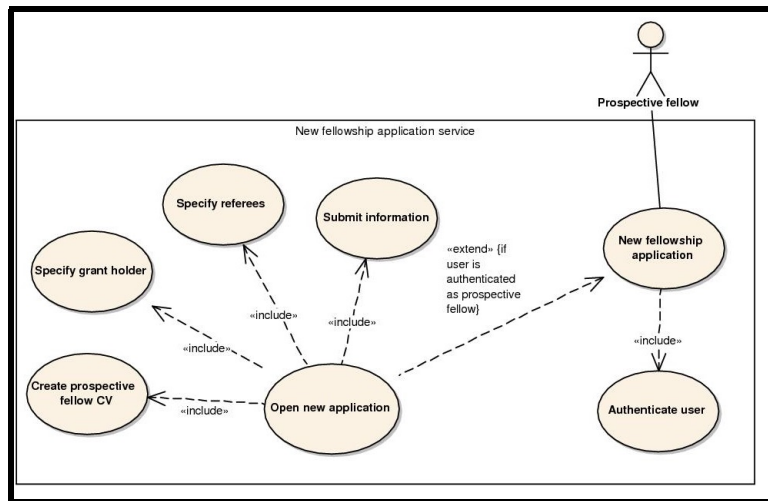 Prospective fellow
New fellowship application service
Specify referees
Submit information
«extend» {if
user is
authenticated
as prospective
fellow}
New fellowship
application
Specify grant holder
«include»
«include»
«include»
«include»
Create prospective
fellow CV
«include»
Open new application
Authenticate user